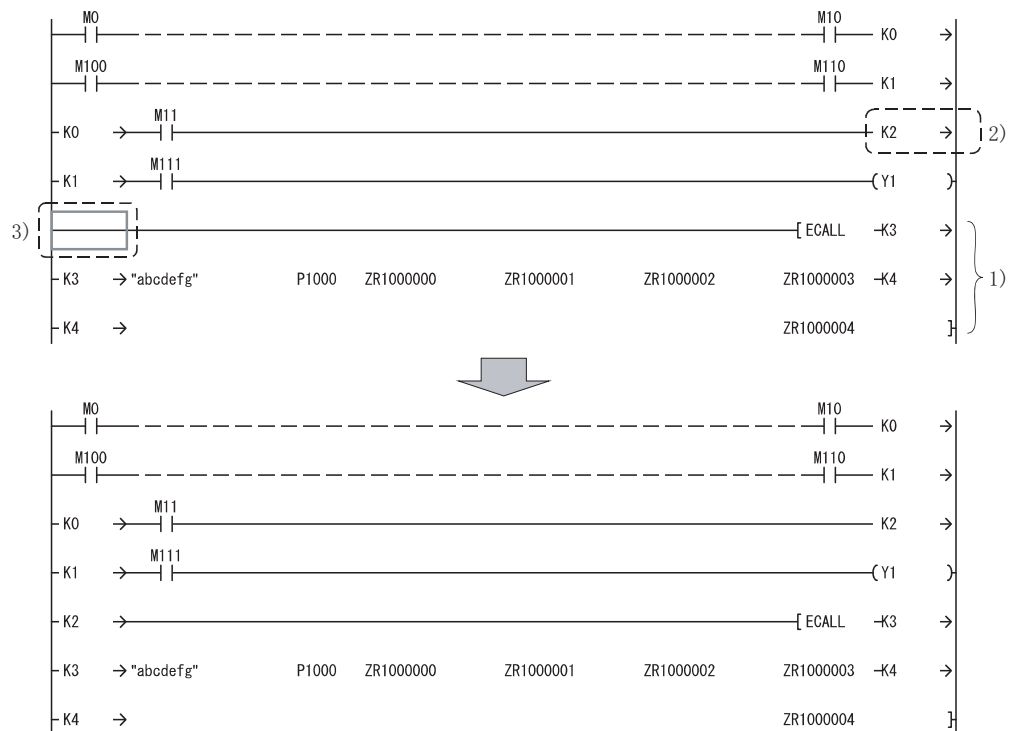 M0 M10
K0
M100 M110
K1
M11
K0 K2 2)
M111
K1 Y1
3) ECALL K3
K3 "abcdefg" P1000 ZR1000000 ZR1000001 ZR1000002 ZR1000003 K4 1)
K4 ZR1000004
M0 M10
K0
M100 M110
K1
M11
K0 K2
M111
K1 Y1
K2 ECALL K3
K3 "abcdefg" P1000 ZR1000000 ZR1000001 ZR1000002 ZR1000003 K4
K4 ZR1000004